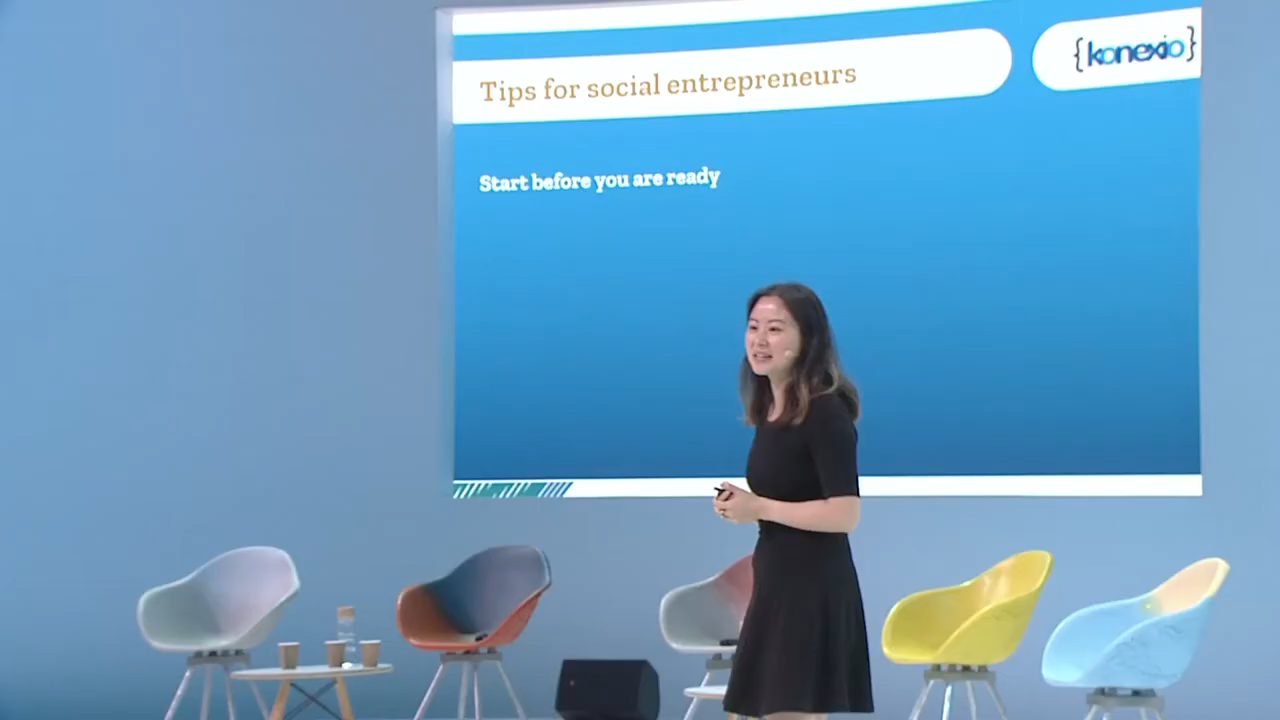 Tips for social entrepreneurs
{konexio}
Start before you are ready